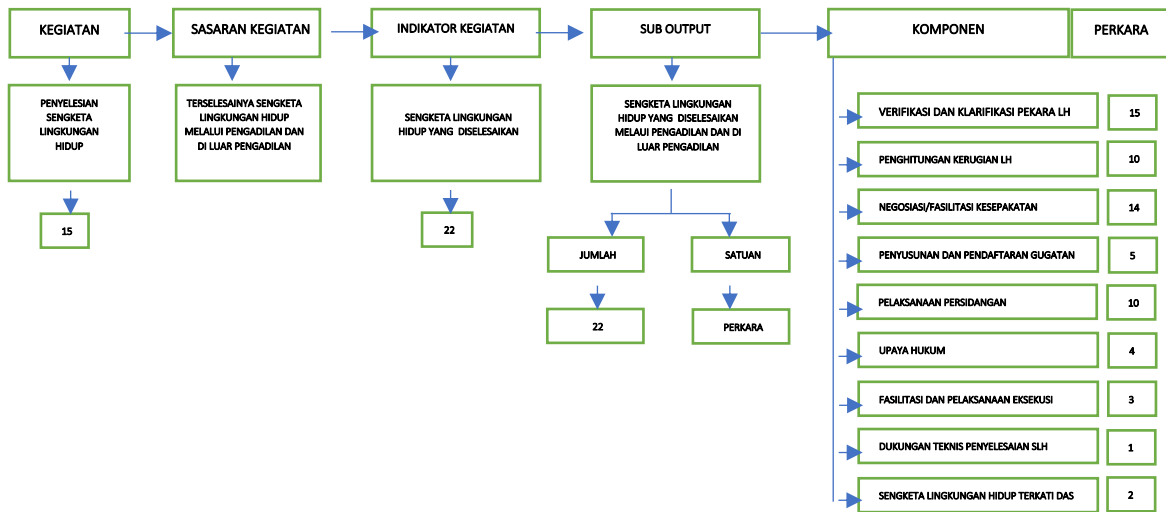 KEGIATAN
SASARAN KEGIATAN
INDIKATOR KEGIATAN
SUB OUTPUT
KOMPONEN
PERKARA
PENYELESIAN
SENGKETA
LINGKUNGAN
HIDUP
TERSELESAINYA SENGKETA
LINGKUNGAN HIDUP
MELALUI PENGADILAN DAN
DI LUAR PENGADILAN
SENGKETA LINGKUNGAN
HIDUP YANG DISELESAIKAN
SENGKETA LINGKUNGAN
HIDUP YANG DISELESAIKAN
MELAUI PENGADILAN DAN DI
LUAR PENGADILAN
15
22
JUMLAH
SATUAN
22
PERKARA
VERIFIKASI DAN KLARIFIKASI PEKARA LH
15
PENGHITUNGAN KERUGIAN LH
10
NEGOSIASI/FASILITASI KESEPAKATAN
14
PENYUSUNAN DAN PENDAFTARAN GUGATAN
5
PELAKSANAAN PERSIDANGAN
10
UPAYA HUKUM
4
FASILITASI DAN PELAKSANAAN EKSEKUSI
3
DUKUNGAN TEKNIS PENYELESAIAN SLH
1
SENGKETA LINGKUNGAN HIDUP TERKATI DAS
2